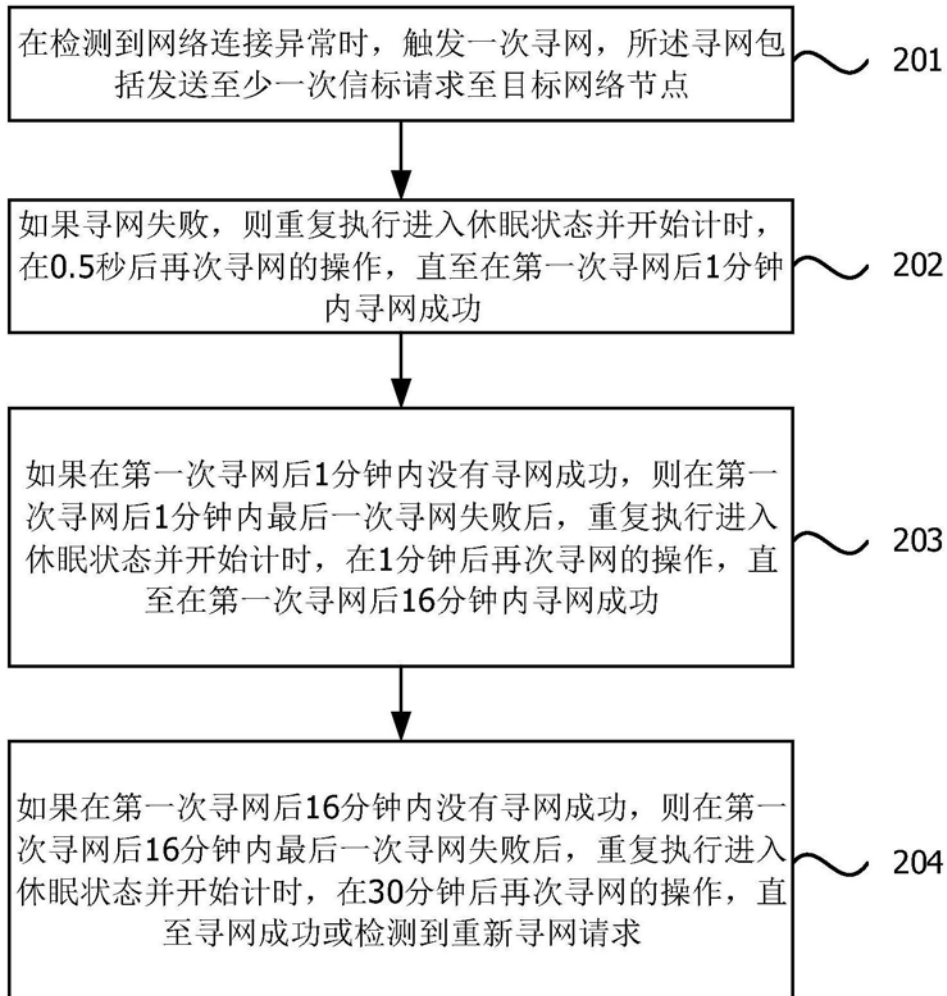 在检测到网络连接异常时，触发一次寻网，所述寻网包
括发送至少一次信标请求至目标网络节点
201
如果寻网失败，则重复执行进入休眠状态并开始计时，
在0.5秒后再次寻网的操作，直至在第一次寻网后1分钟
内寻网成功
202
如果在第一次寻网后1分钟内没有寻网成功，则在第一
次寻网后1分钟内最后一次寻网失败后，重复执行进入
休眠状态并开始计时，在1分钟后再次寻网的操作，直
至在第一次寻网后16分钟内寻网成功
203
如果在第一次寻网后16分钟内没有寻网成功，则在第一
次寻网后16分钟内最后一次寻网失败后，重复执行进入
休眠状态并开始计时，在30分钟后再次寻网的操作，直
至寻网成功或检测到重新寻网请求
204